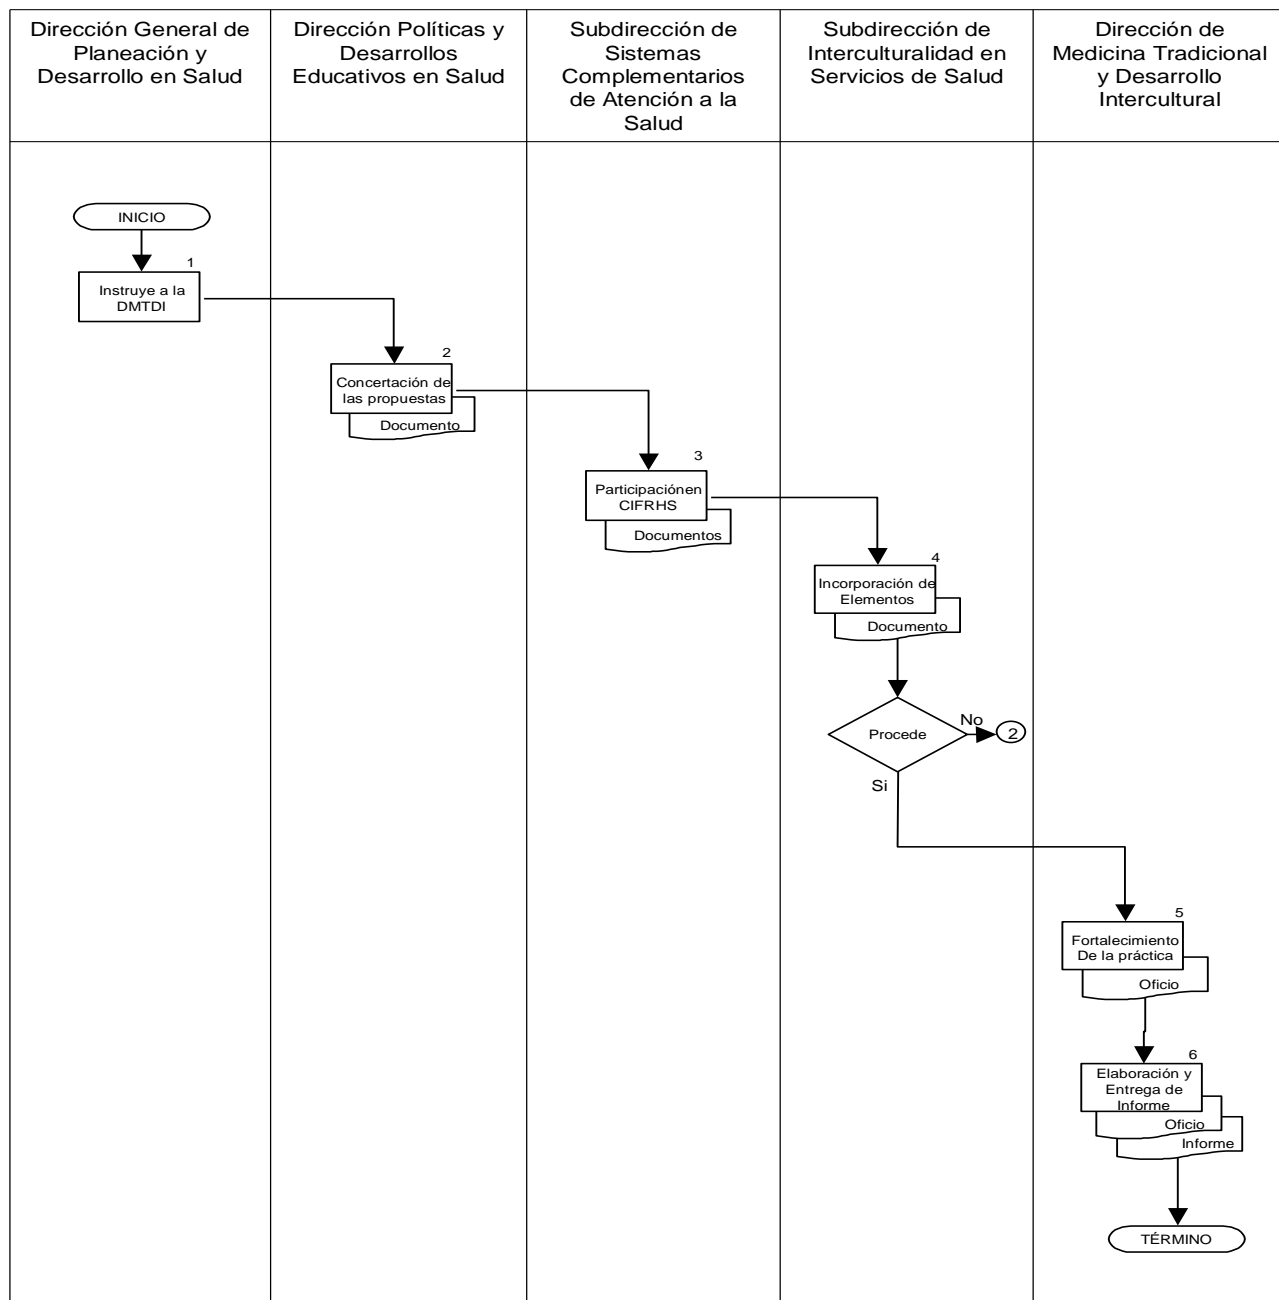 Dirección General de
Planeación y
Desarrollo en Salud
Dirección Políticas y
Desarrollos
Educativos en Salud
Subdirección de
Sistemas
Complementarios
de Atención a la
Salud
Subdirección de
Interculturalidad en
Servicios de Salud
Dirección de
Medicina Tradicional
y Desarrollo
Intercultural
INICIO
1
Instruye a la
DMTDI
2
Concertación de
las propuestas
Documento
3
Participaciónen
CIFRHS
Documentos
4
Incorporación de
Elementos
Documento
Procede
No
2
Si
5
Fortalecimiento
De la práctica
Oficio
6
Elaboración y
Entrega de
Informe
Oficio
Informe
TÉRMINO